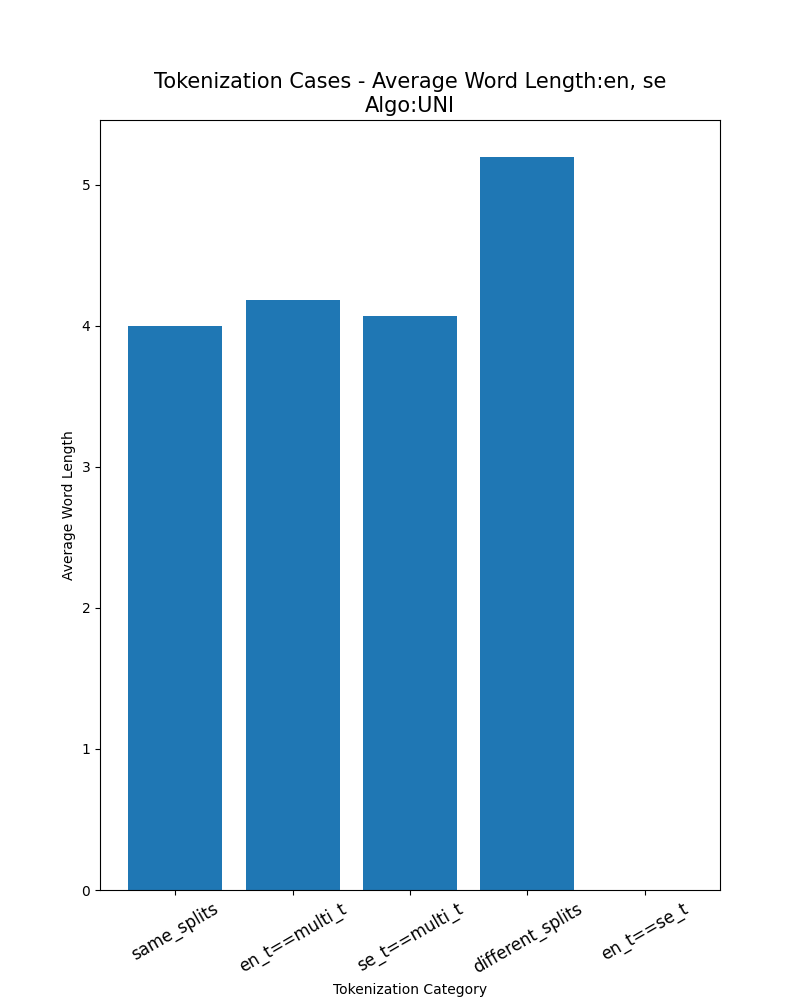 Tokenization Cases - Average Word Length:en, se
Algo:UNI
5
4
3
2
1
0
Average Word Length
same_splits
en_t==multi_t
se_t==multi_t
different_splits
en_t==se_t
Tokenization Category